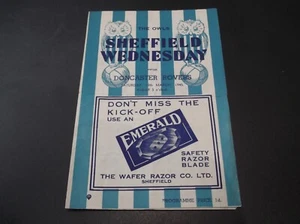 THE OWLS
SHEFFIELD
WEDNESDAY
DONCASTER ROVERS
DON'T MISS THE
KICK-OFF
USE AN
EMERALD
SAFETY
RAZOR
BLADE
THE WAFER RAZOR CO. LTD.
SHEFFIELD
PROGRAMME